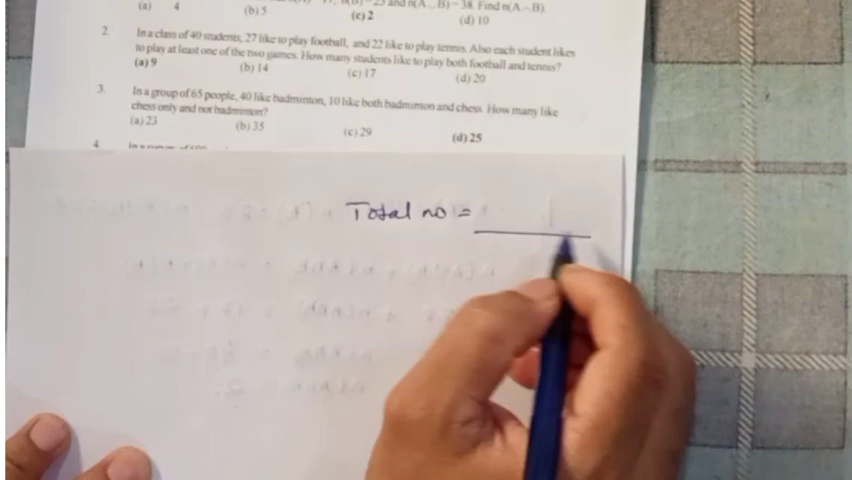 and n(A ∪ B) = 38. Find n(A ∩ B).
(a) 4 (b) 5 (c) 2 (d) 10
2. In a class of 40 students, 27 like to play football, and 22 like to play tennis. Also each student likes
to play at least one of the two games. How many students like to play both football and tennis?
(a) 9 (b) 14 (c) 17 (d) 20
3. In a group of 65 people, 40 like badminton, 10 like both badminton and chess. How many like
chess only and not badminton?
(a) 23 (b) 35 (c) 29 (d) 25
4
Total no =